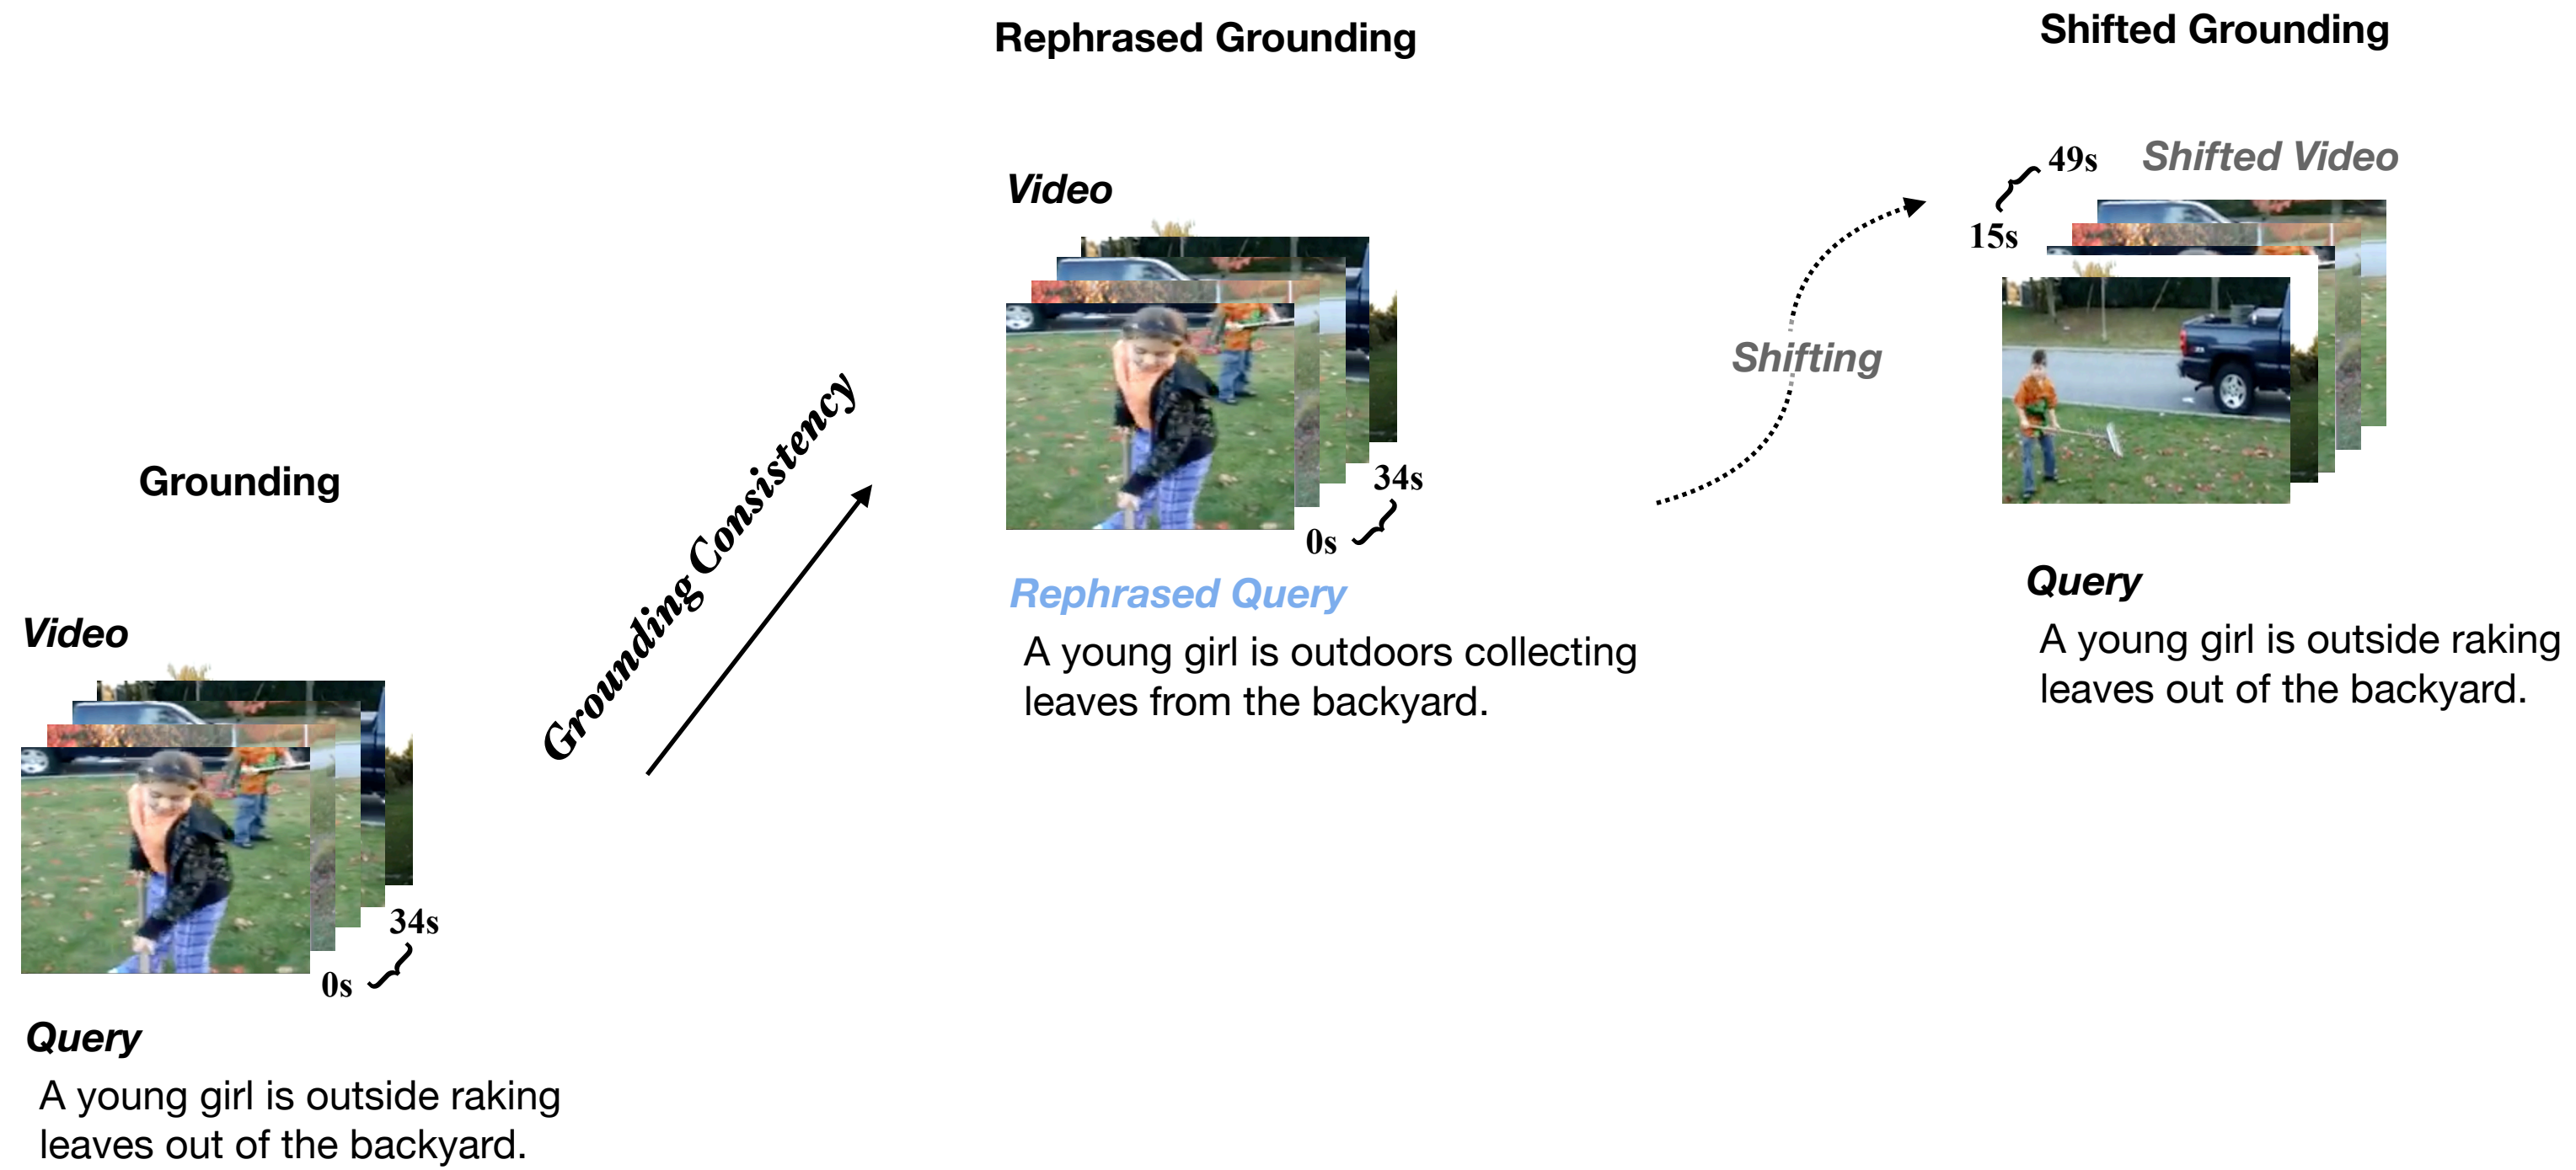 Grounding
Video
34s
0s
Query
A young girl is outside raking
leaves out of the backyard.
Grounding Consistency
Rephrased Grounding
Video
34s
0s
Rephrased Query
A young girl is outdoors collecting
leaves from the backyard.
Shifting
Shifted Grounding
49s
Shifted Video
15s
Query
A young girl is outside raking
leaves out of the backyard.